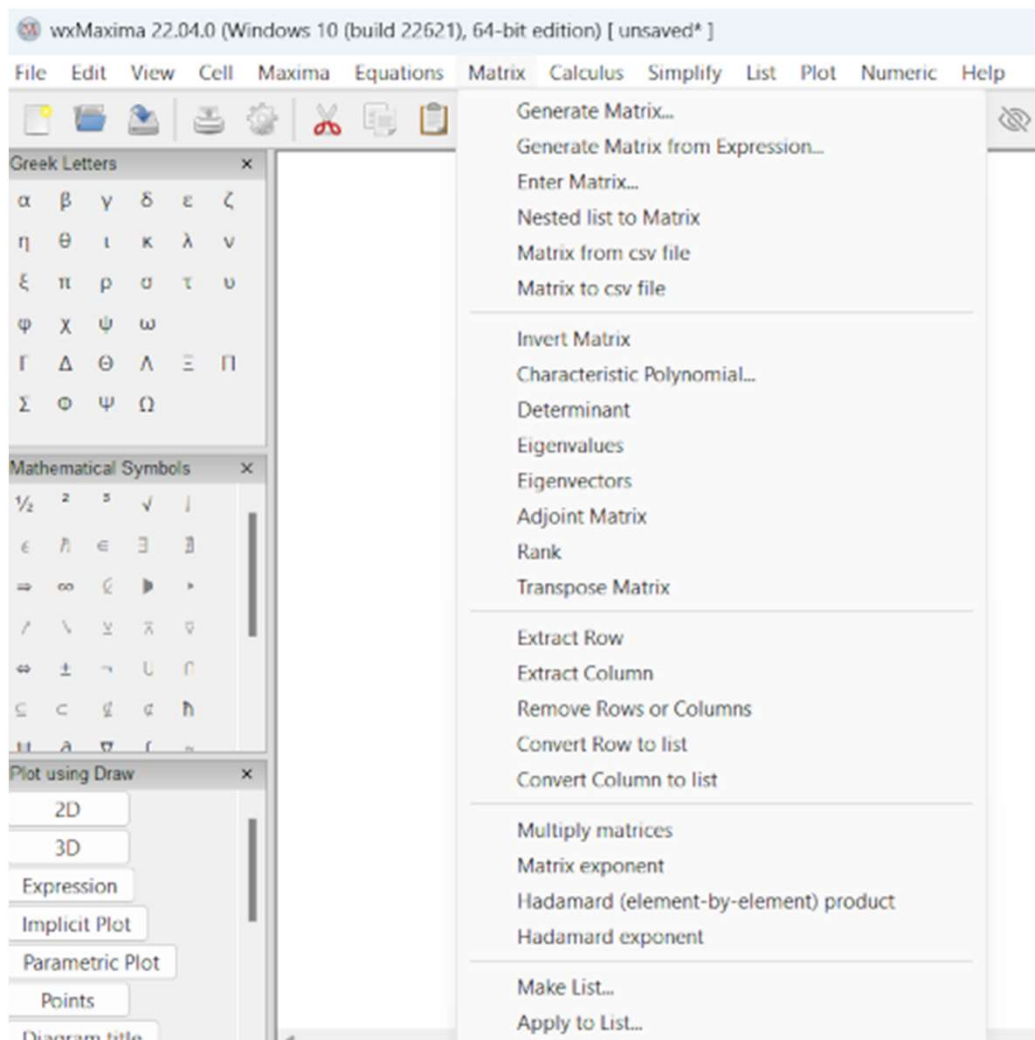 wxMaxima 22.04.0 (Windows 10 (build 22621), 64-bit edition) [ unsaved* ]
File Edit View Cell Maxima Equations Matrix Calculus Simplify List Plot Numeric Help
Greek Letters
α β γ δ ε ζ
η θ ι κ λ ν
ξ π ρ σ τ υ
φ χ ψ ω
Γ Δ Θ Λ Ξ Π
Σ Φ Ψ Ω
Mathematical Symbols
½ ² ³ √
∈ ∃ ∄
⇒ ∞
⇔ ± ¬
⊂ ħ
∂ ∇
Plot using Draw
2D
3D
Expression
Implicit Plot
Parametric Plot
Points
Diagram title
Generate Matrix...
Generate Matrix from Expression...
Enter Matrix...
Nested list to Matrix
Matrix from csv file
Matrix to csv file
Invert Matrix
Characteristic Polynomial...
Determinant
Eigenvalues
Eigenvectors
Adjoint Matrix
Rank
Transpose Matrix
Extract Row
Extract Column
Remove Rows or Columns
Convert Row to list
Convert Column to list
Multiply matrices
Matrix exponent
Hadamard (element-by-element) product
Hadamard exponent
Make List...
Apply to List...